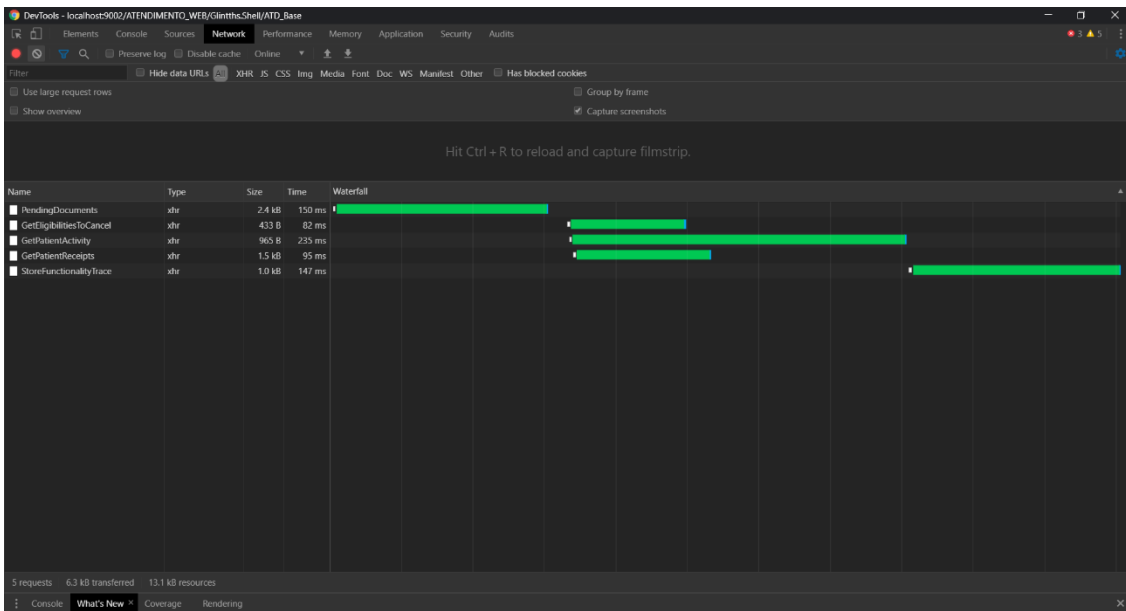 DevTools - localhost:9002/ATENDIMENTO_WEB/Glintths.Shell/ATD_Base
Elements Console Sources Network Performance Memory Application Security Audits 3 5
Preserve log Disable cache Online
Filter Hide data URLs All XHR JS CSS Img Media Font Doc WS Manifest Other Has blocked cookies
Use large request rows Group by frame
Show overview Capture screenshots
Hit Ctrl + R to reload and capture filmstrip.
Name Type Size Time Waterfall
PendingDocuments xhr 2.4 kB 150 ms
GetEligibilitiesToCancel xhr 433 B 82 ms
GetPatientActivity xhr 965 B 235 ms
GetPatientReceipts xhr 1.5 kB 95 ms
StoreFunctionalityTrace xhr 1.0 kB 147 ms
5 requests 6.3 kB transferred 13.1 kB resources
Console What's New Coverage Rendering